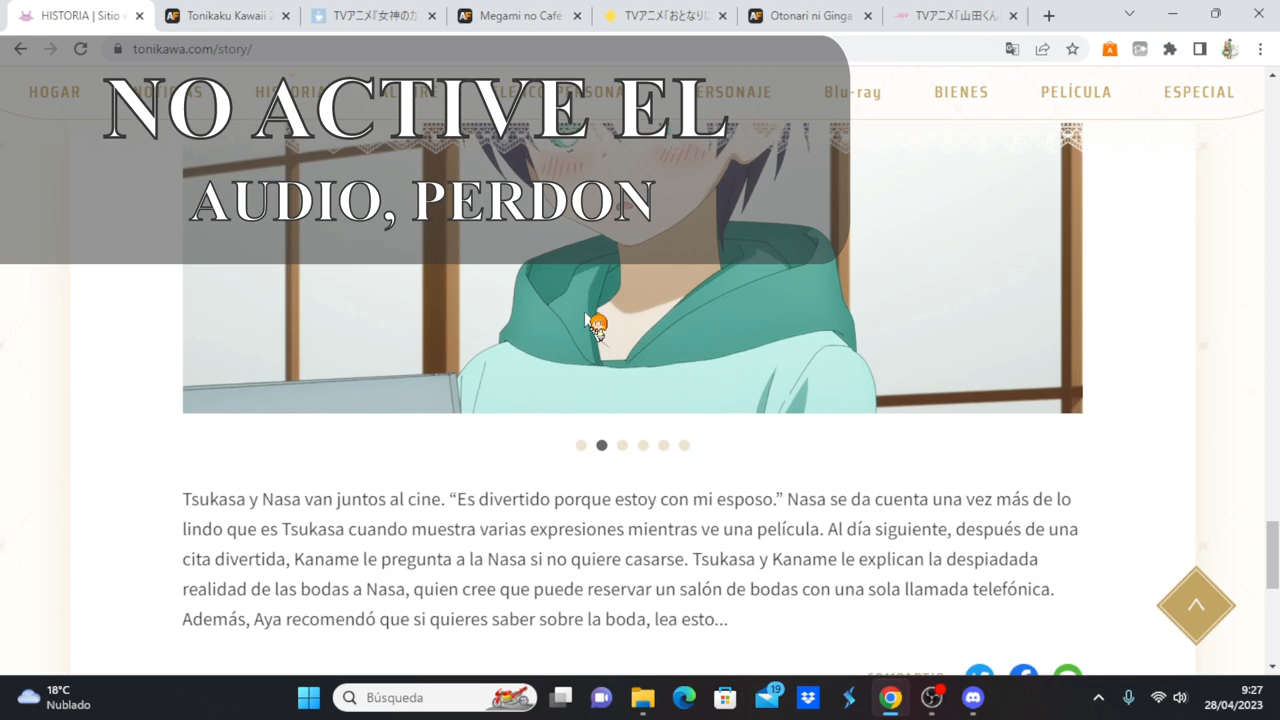 HISTORIA | Sitio
Tonikaku Kawaii 2
TVアニメ『女神のカ
Megami no Café
TVアニメ「おとなりに
Otonari ni Ginga
TVアニメ「山田くんと
tonikawa.com/story/
HOGAR NOTICIAS HISTORIA PERSONAJE Blu-ray BIENES PELÍCULA ESPECIAL
NO ACTIVE EL
AUDIO, PERDON
Tsukasa y Nasa van juntos al cine. “Es divertido porque estoy con mi esposo.” Nasa se da cuenta una vez más de lo
lindo que es Tsukasa cuando muestra varias expresiones mientras ve una película. Al día siguiente, después de una
cita divertida, Kaname le pregunta a la Nasa si no quiere casarse. Tsukasa y Kaname le explican la despiadada
realidad de las bodas a Nasa, quien cree que puede reservar un salón de bodas con una sola llamada telefónica.
Además, Aya recomendó que si quieres saber sobre la boda, lea esto...
18°C
Nublado
Búsqueda
19
9:27
28/04/2023